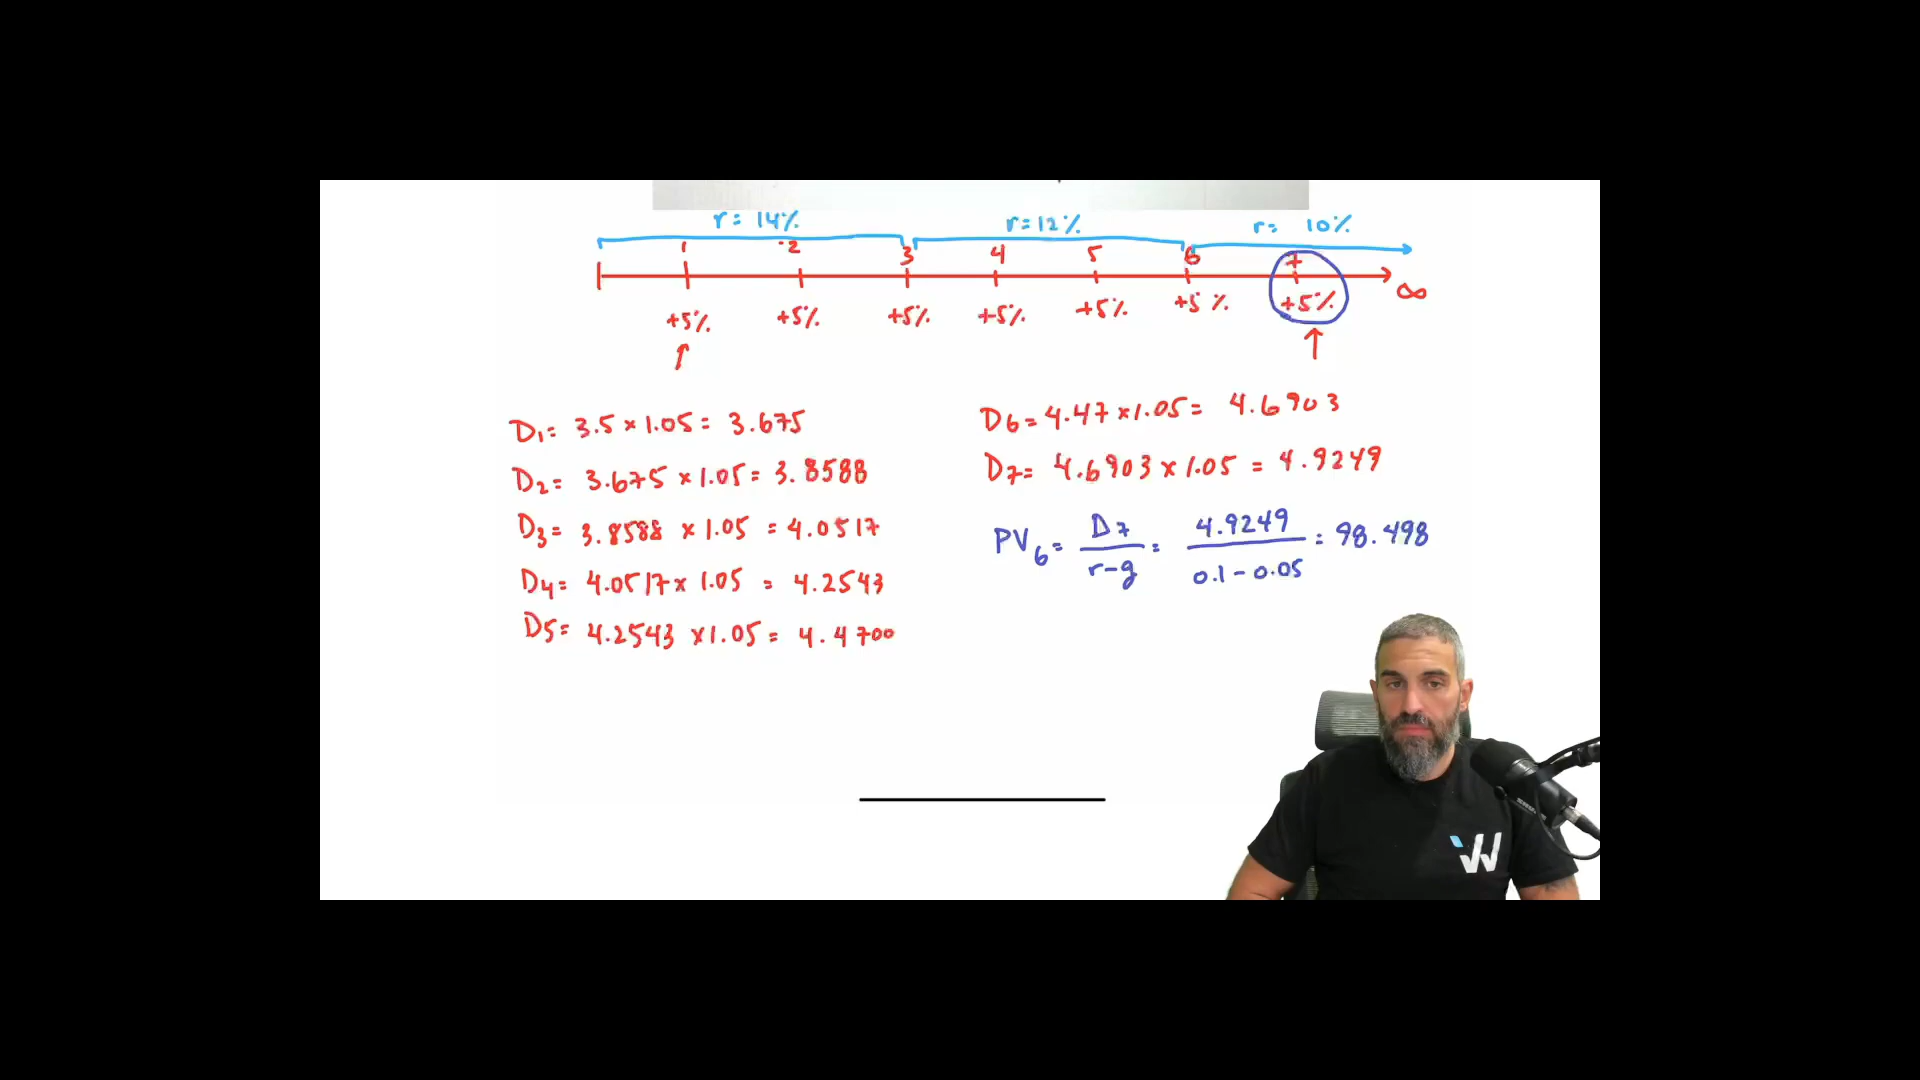 r= 14% r=12% r= 10%
1 2 3 4 5 6 7
+5% +5% +5% +5% +5% +5% +5% ∞
D1= 3.5 x 1.05= 3.675
D2= 3.675 x 1.05= 3.8588
D3= 3.8588 x 1.05 = 4.0517
D4= 4.0517 x 1.05 = 4.2543
D5= 4.2543 x 1.05= 4.4700
D6= 4.47 x 1.05= 4.6903
D7= 4.6903 x 1.05 = 4.9249
PV6= D7/r-g = 4.9249/0.1-0.05 = 98.498
W